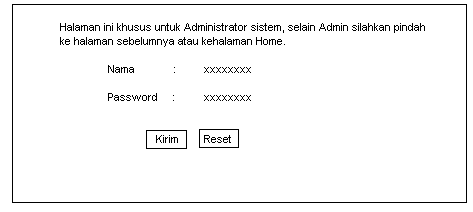 Halaman ini khusus untuk Administrator sistem, selain Admin silahkan pindah
ke halaman sebelumnya atau kehalaman Home.
Nama : xxxxxxxx
Password : xxxxxxxx
Kirim Reset